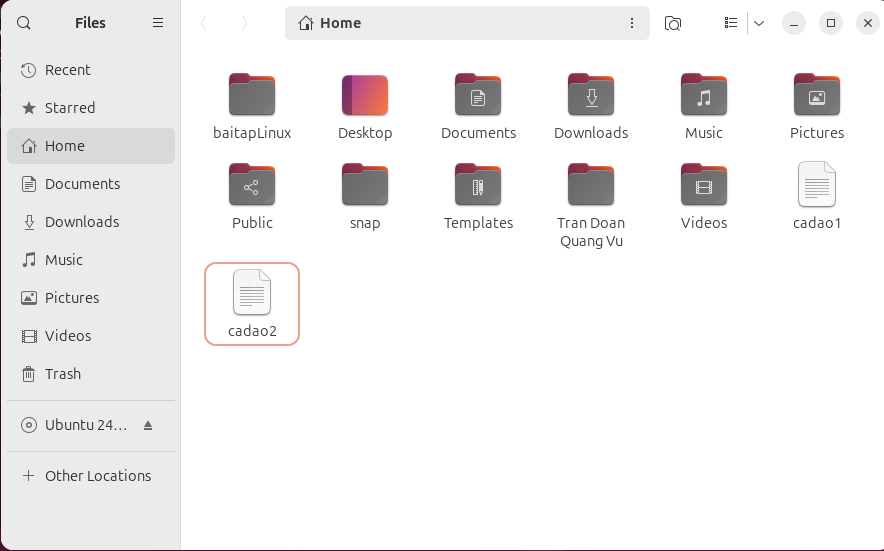 Files
Home
Recent
Starred
Home
Documents
Downloads
Music
Pictures
Videos
Trash
Ubuntu 24...
Other Locations
baitapLinux
Desktop
Documents
Downloads
Music
Pictures
Public
snap
Templates
Tran Doan
Quang Vu
Videos
cadao1
cadao2